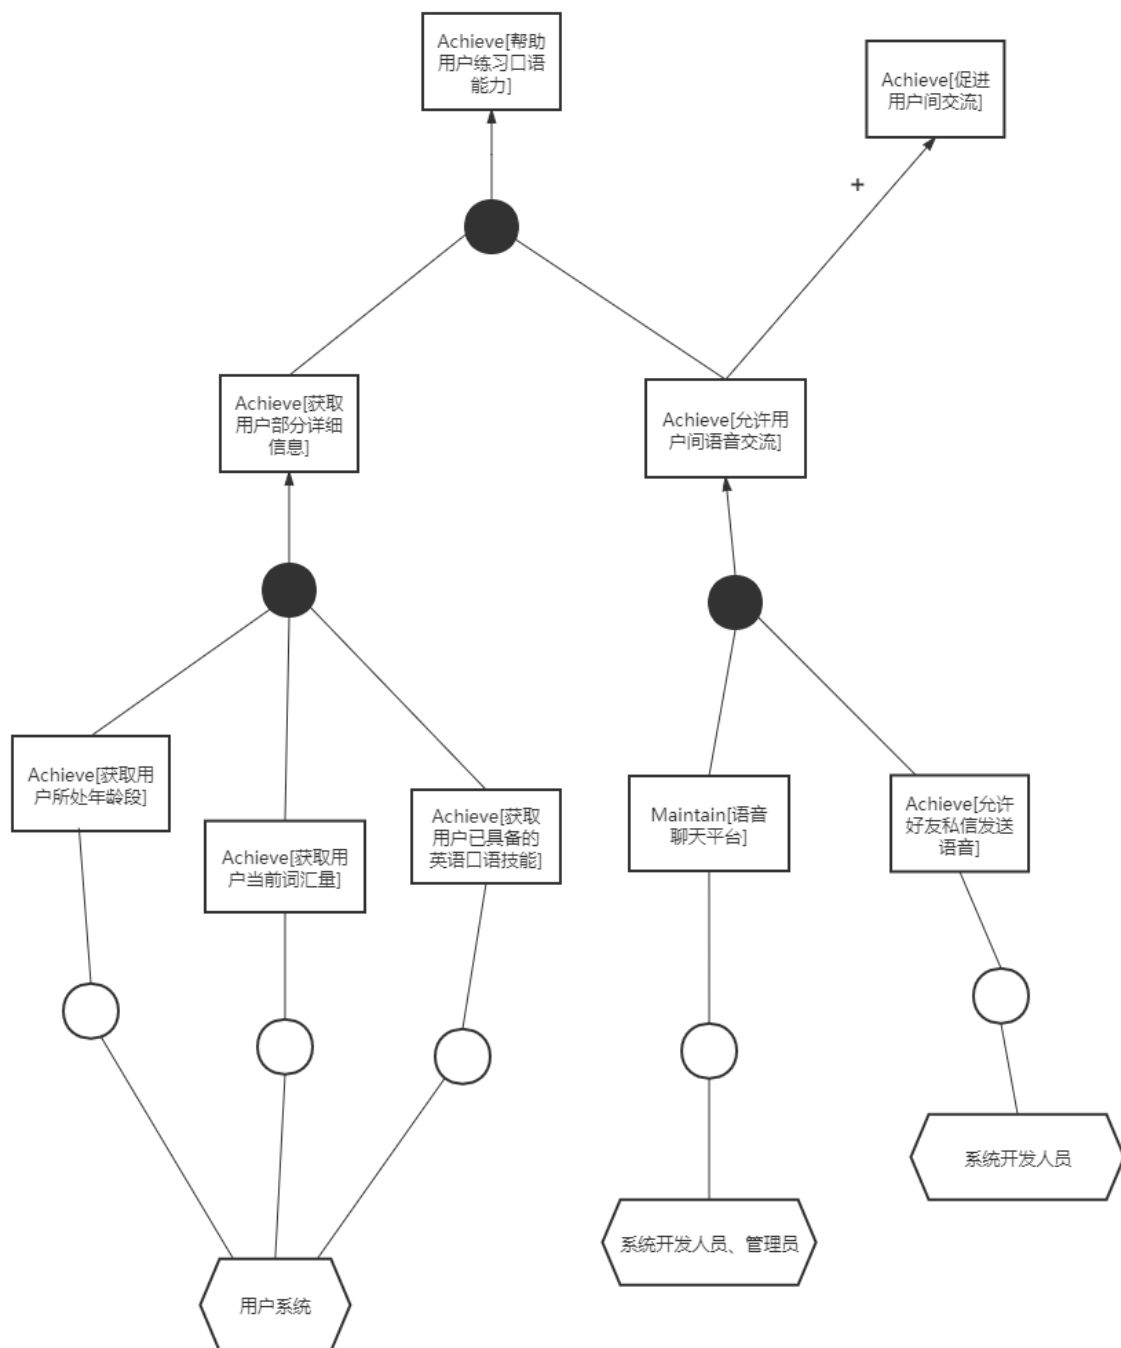 Achieve[帮助
用户练习口语
能力]
Achieve[促进
用户间交流]
+
Achieve[获取
用户部分详细
信息]
Achieve[允许用
户间语音交流]
Achieve[获取用
户所处年龄段]
Achieve[获取用
户当前词汇量]
Achieve[获取
用户已具备的
英语口语技能]
Maintain[语音
聊天平台]
Achieve[允许
好友私信发送
语音]
系统开发人员
系统开发人员、管理员
用户系统